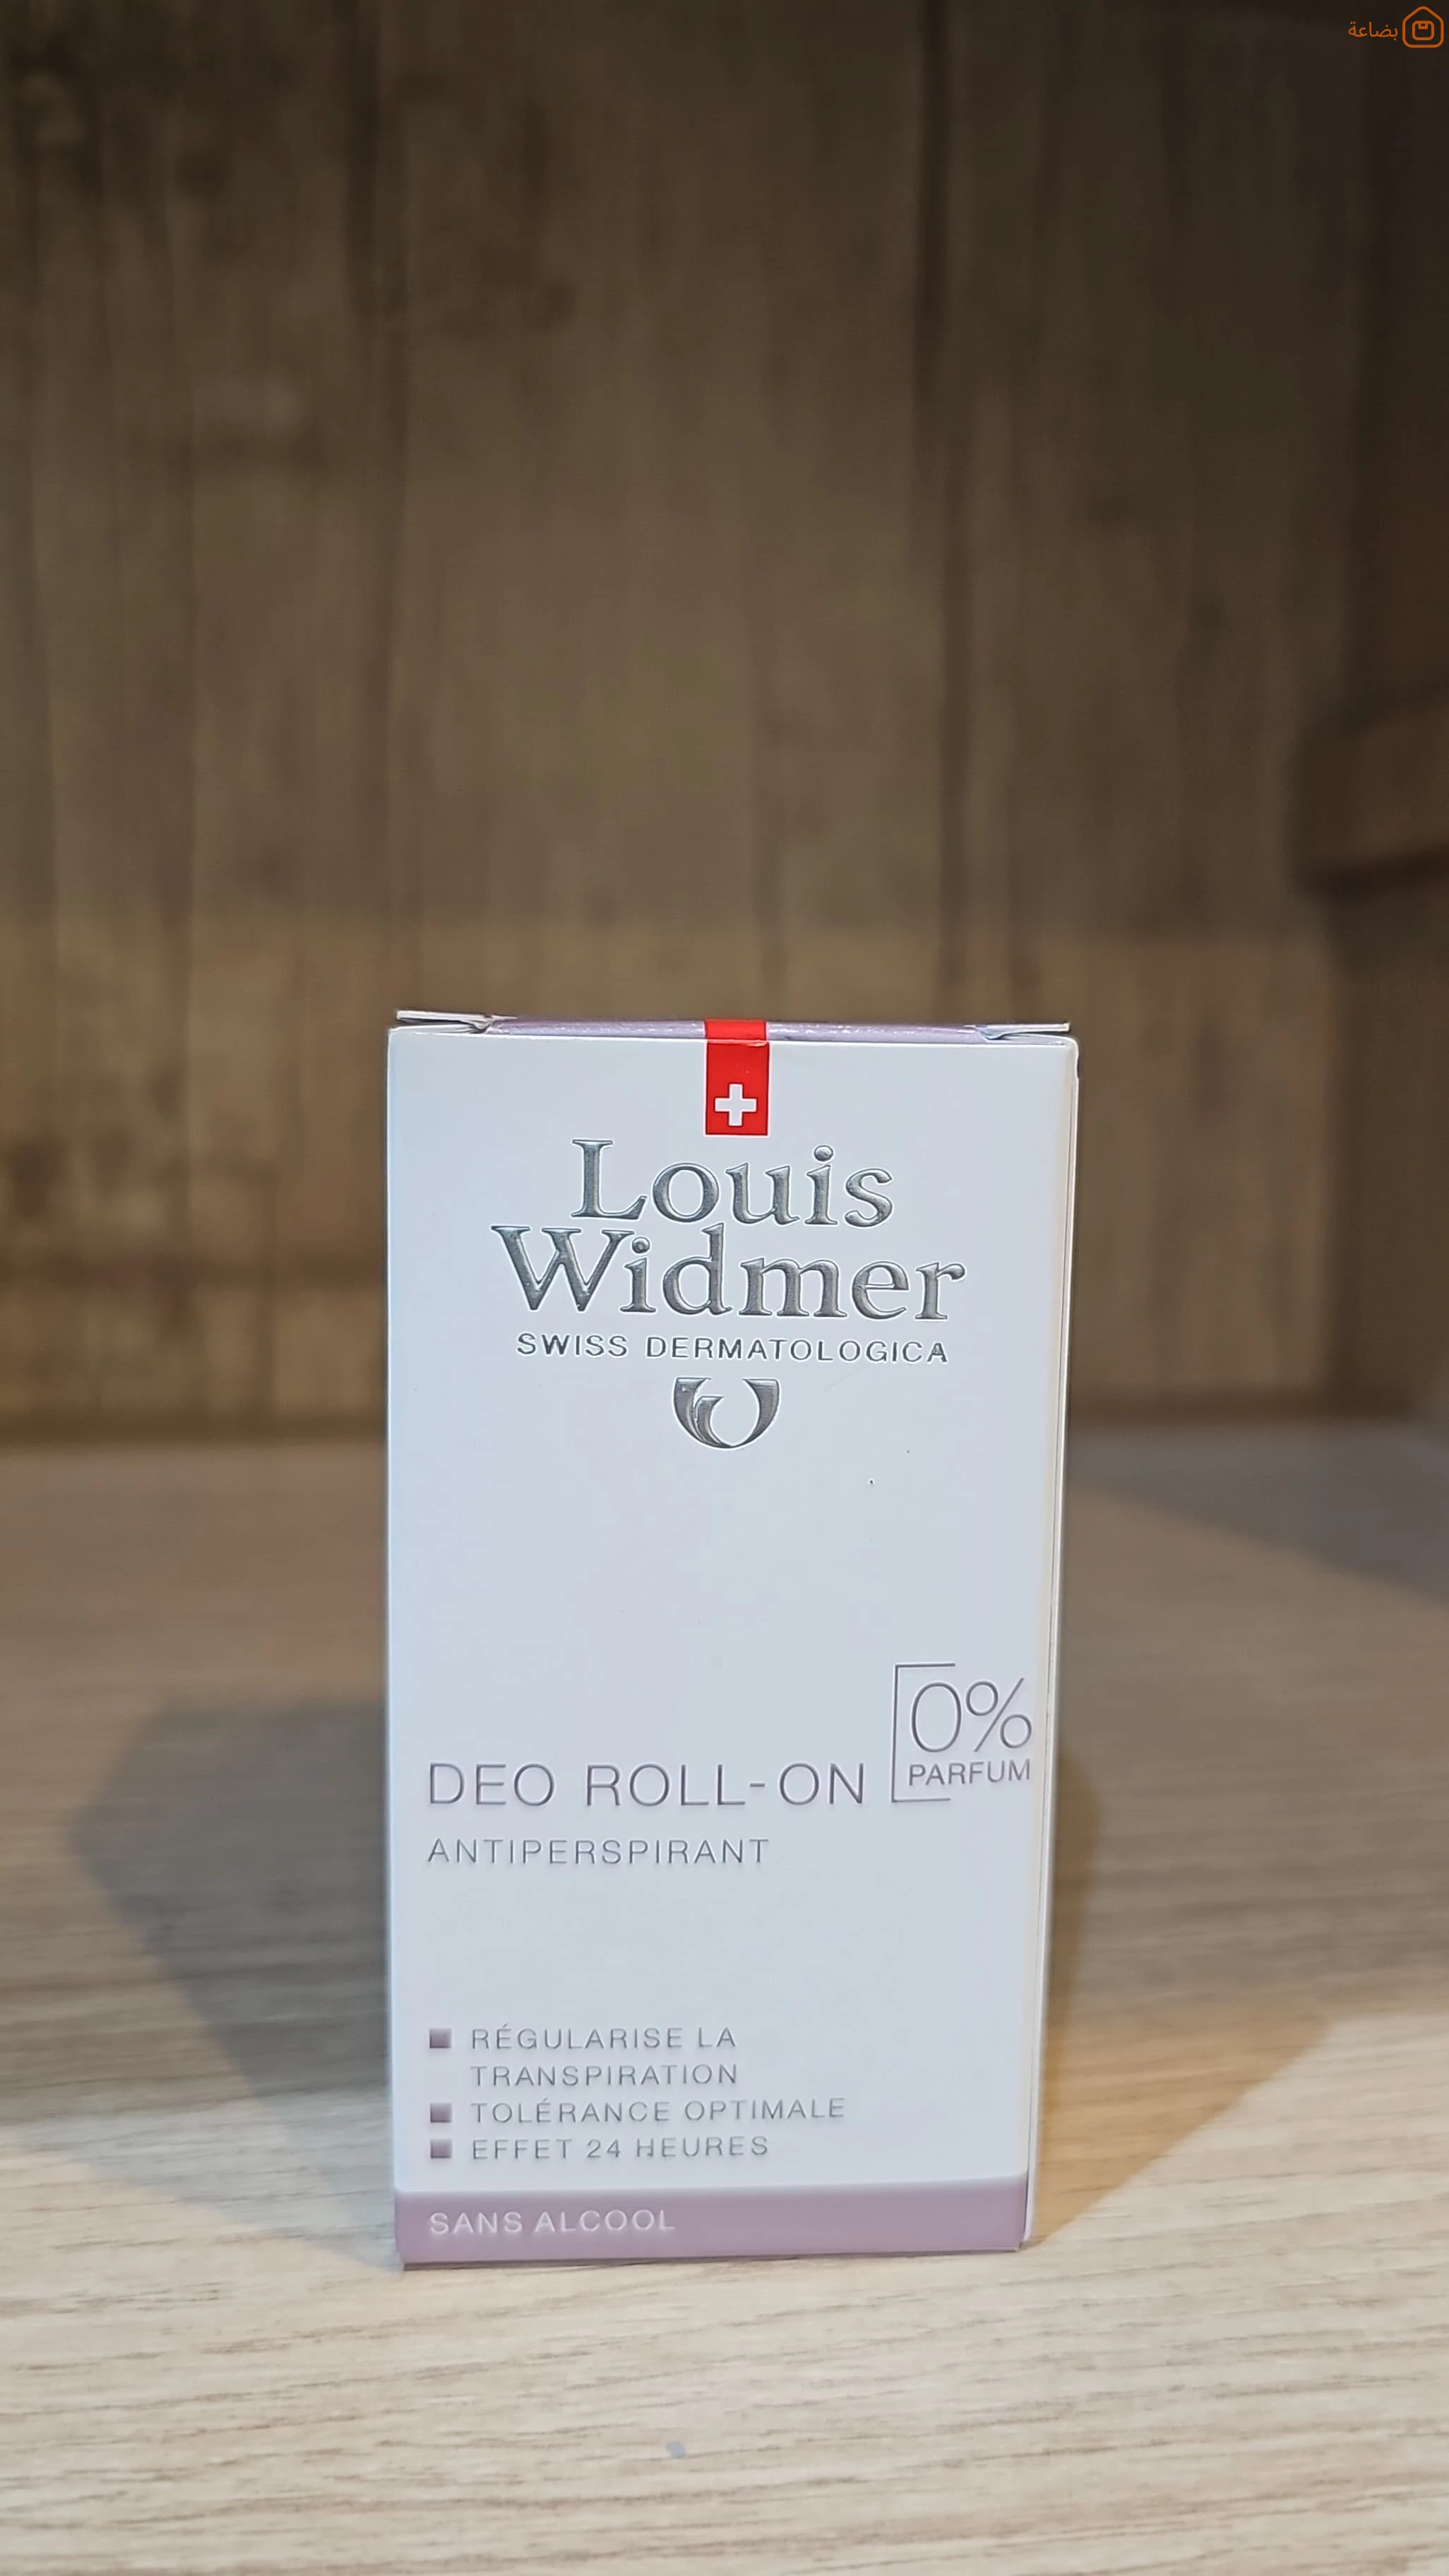 بضاعة
Louis
Widmer
SWISS DERMATOLOGICA
0%
PARFUM
DEO ROLL-ON
ANTIPERSPIRANT
RÉGULARISE LA
TRANSPIRATION
TOLÉRANCE OPTIMALE
EFFET 24 HEURES
SANS ALCOOL